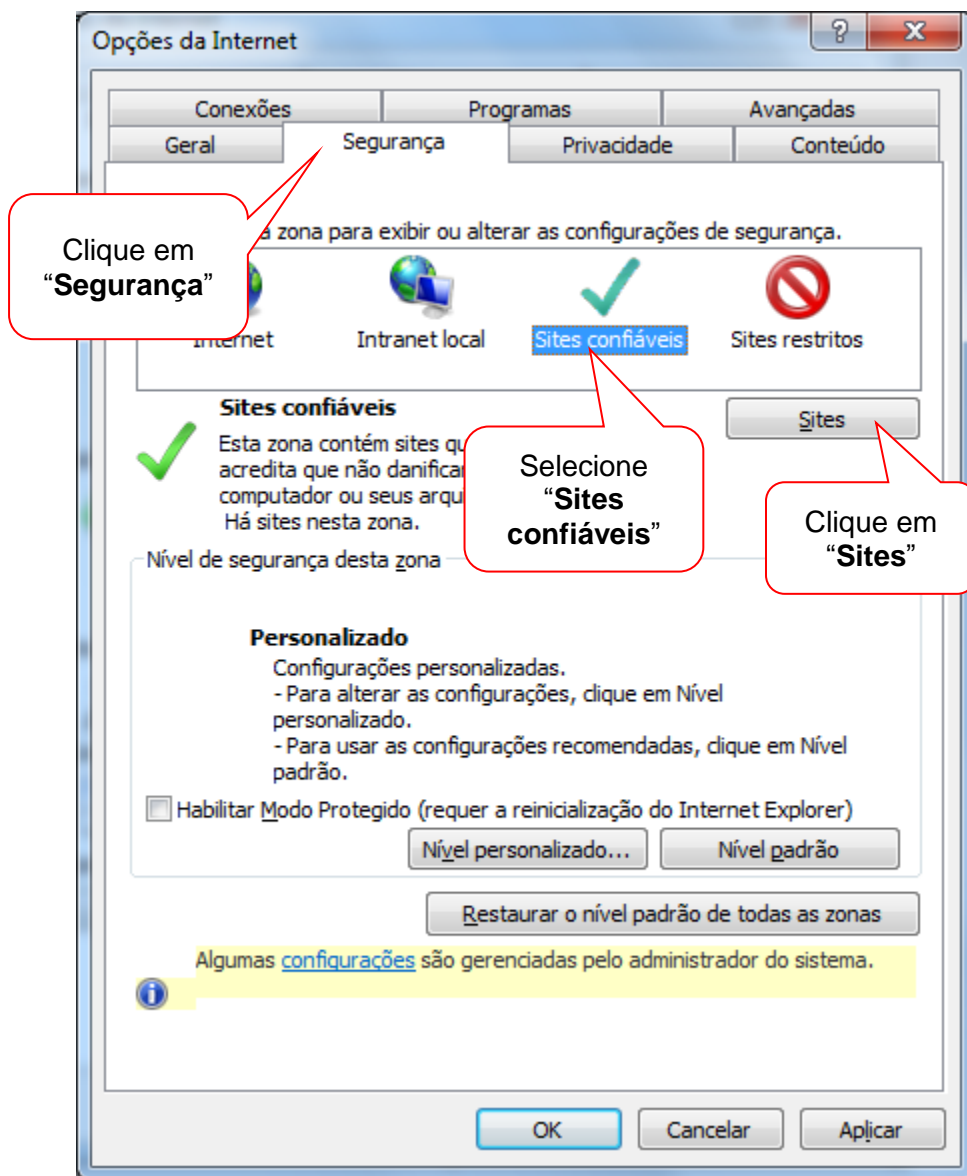 Opções da Internet
Conexões Programas Avançadas
Geral Segurança Privacidade Conteúdo
Clique em
“Segurança”
a zona para exibir ou alterar as configurações de segurança.
Internet Intranet local Sites confiáveis Sites restritos
Sites confiáveis
Sites
Esta zona contém sites
acredita que não
computador ou seus
Há sites nesta zona.
Selecione
“Sites
confiáveis”
Clique em
“Sites”
Nível de segurança desta zona
Personalizado
Configurações personalizadas.
- Para alterar as configurações, clique em Nível
personalizado.
- Para usar as configurações recomendadas, clique em Nível
padrão.
Habilitar Modo Protegido (requer a reinicialização do Internet Explorer)
Nível personalizado... Nível padrão
Restaurar o nível padrão de todas as zonas
Algumas configurações são gerenciadas pelo administrador do sistema.
OK Cancelar Aplicar